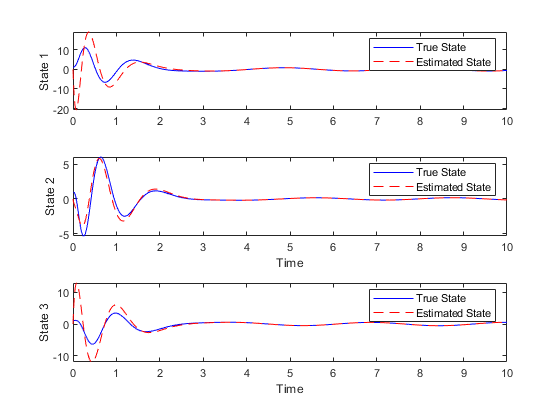 State 1
10
0
-10
-20
True State
Estimated State
0 1 2 3 4 5 6 7 8 9 10
State 2
5
0
-5
True State
Estimated State
0 1 2 3 4 5 6 7 8 9 10
Time
State 3
10
0
-10
True State
Estimated State
0 1 2 3 4 5 6 7 8 9 10
Time